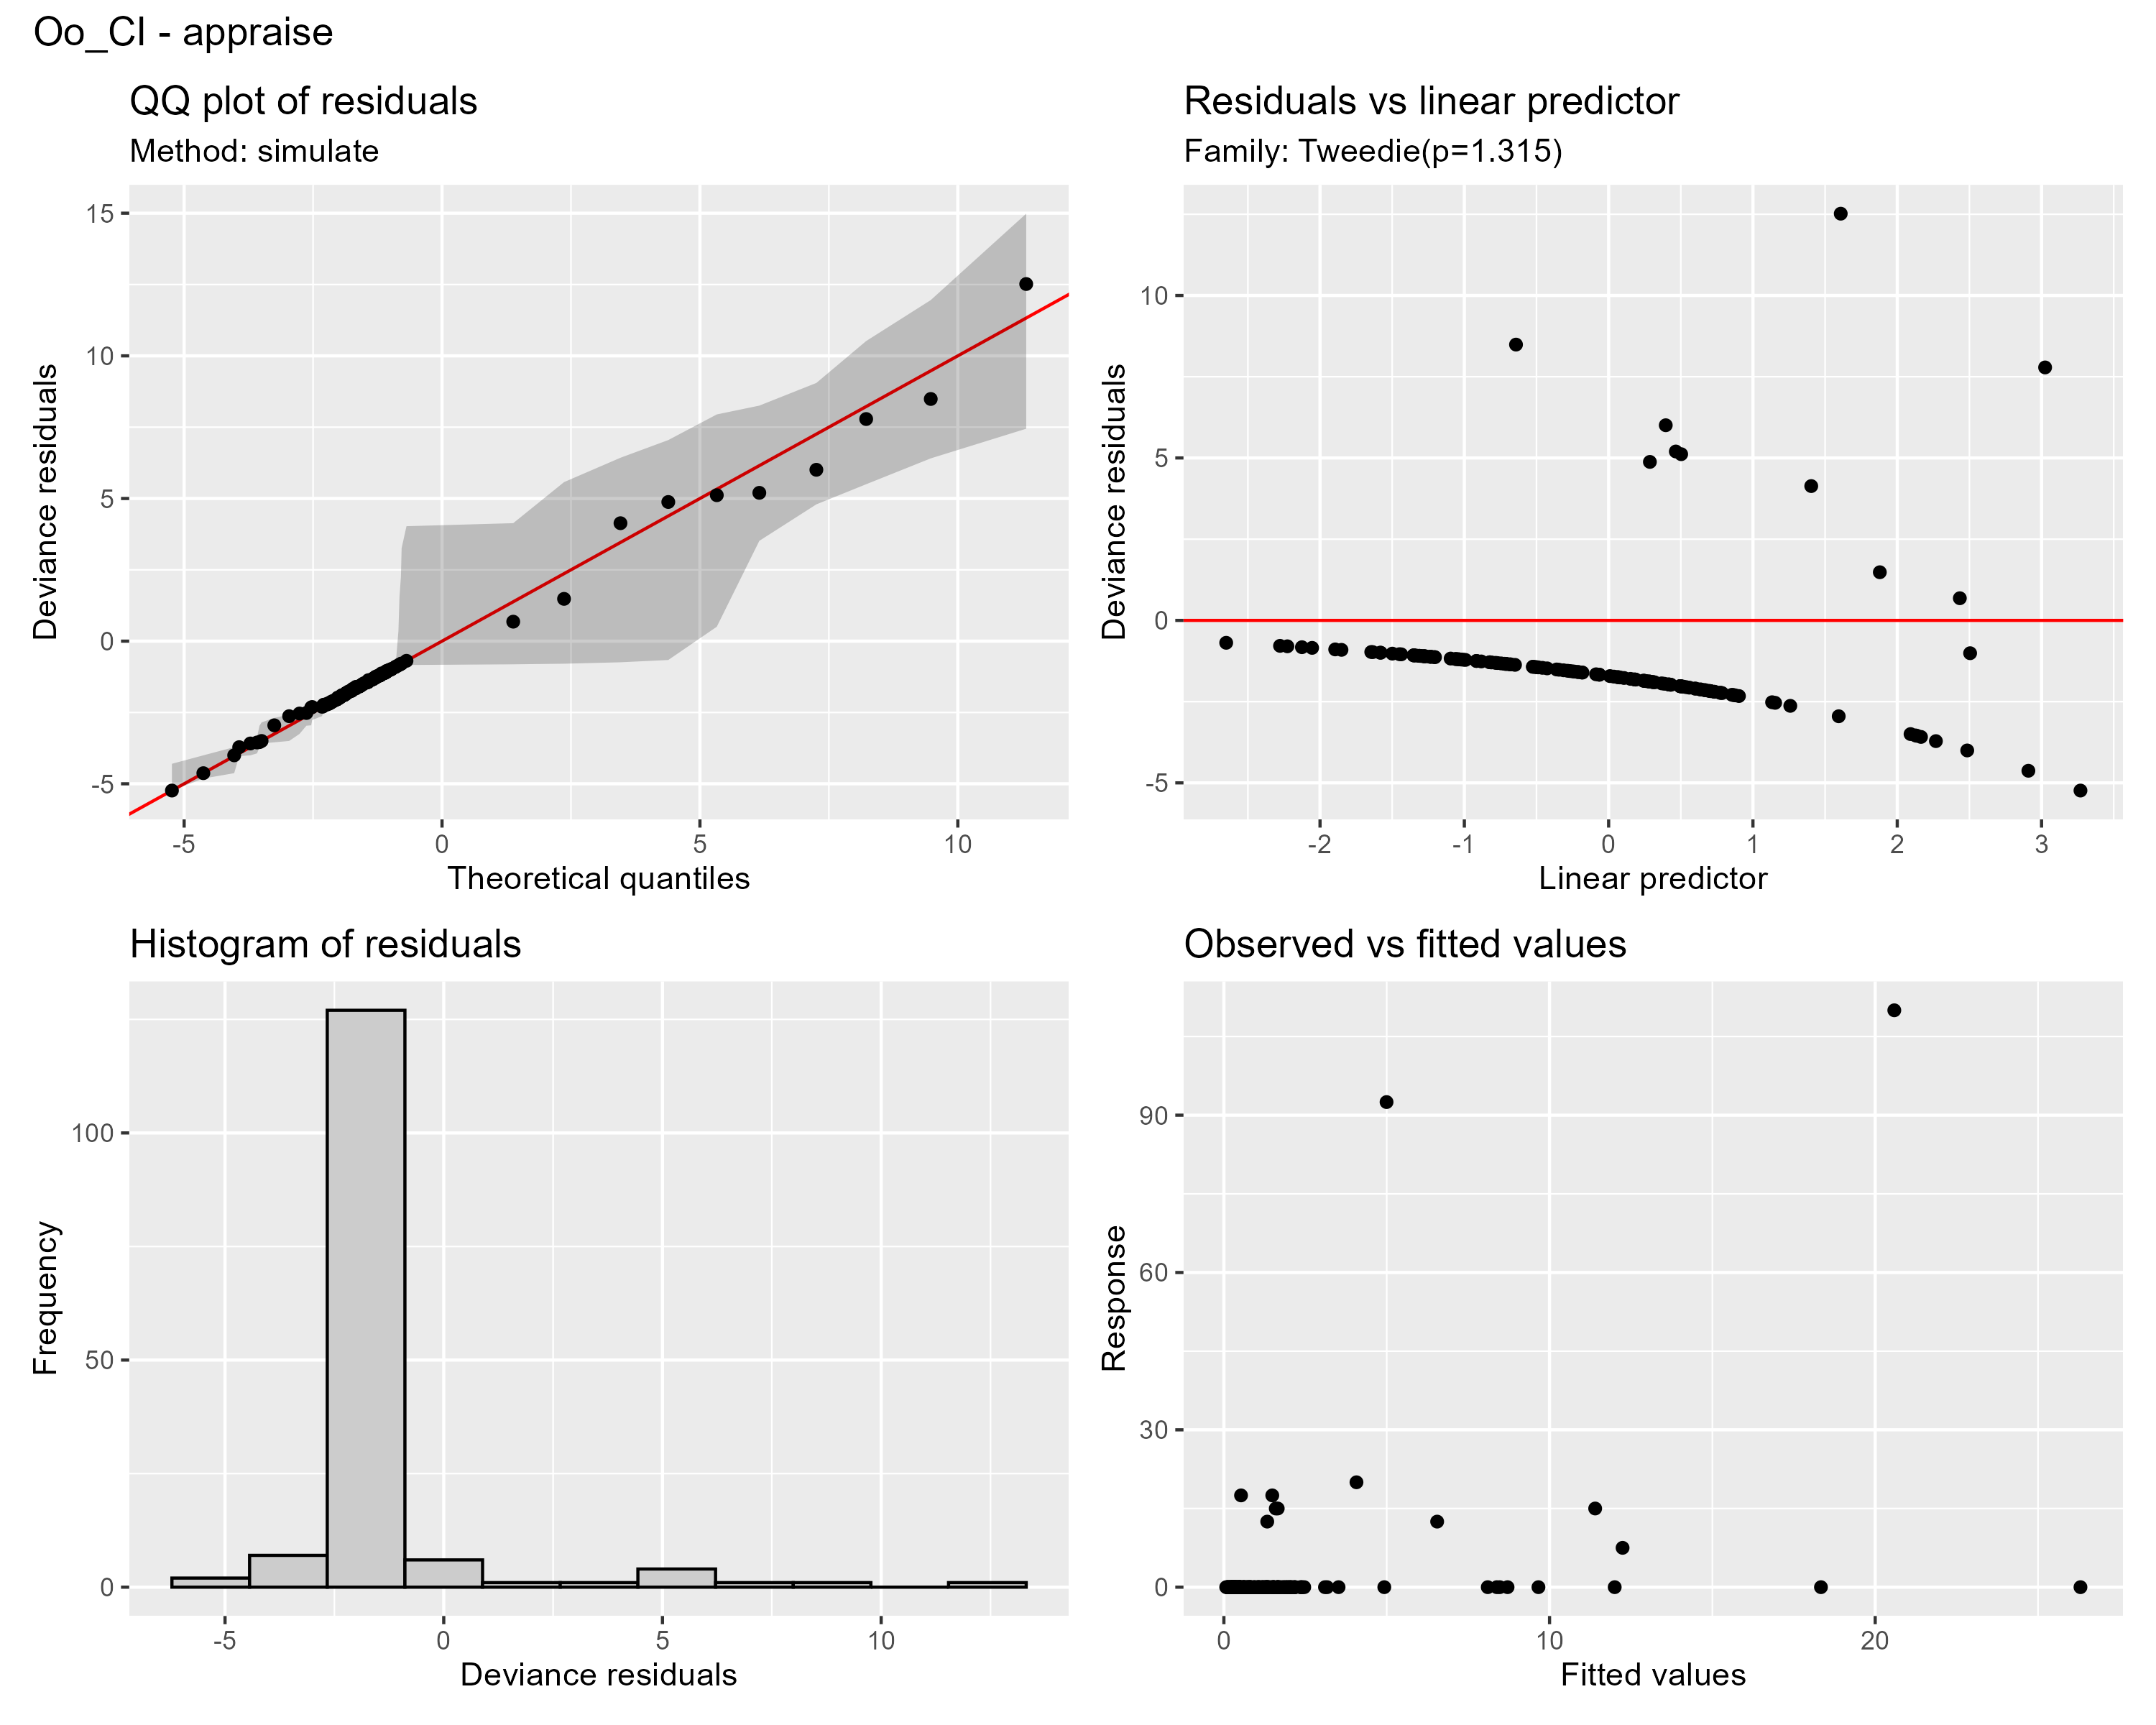 Oo_CI - appraise
QQ plot of residuals
Method: simulate
15
10
5
0
-5
Deviance residuals
-5 0 5 10
Theoretical quantiles
Residuals vs linear predictor
Family: Tweedie(p=1.315)
10
5
0
-5
Deviance residuals
-2 -1 0 1 2 3
Linear predictor
Histogram of residuals
100
50
0
Frequency
-5 0 5 10
Deviance residuals
Observed vs fitted values
90
60
30
0
Response
0 10 20
Fitted values